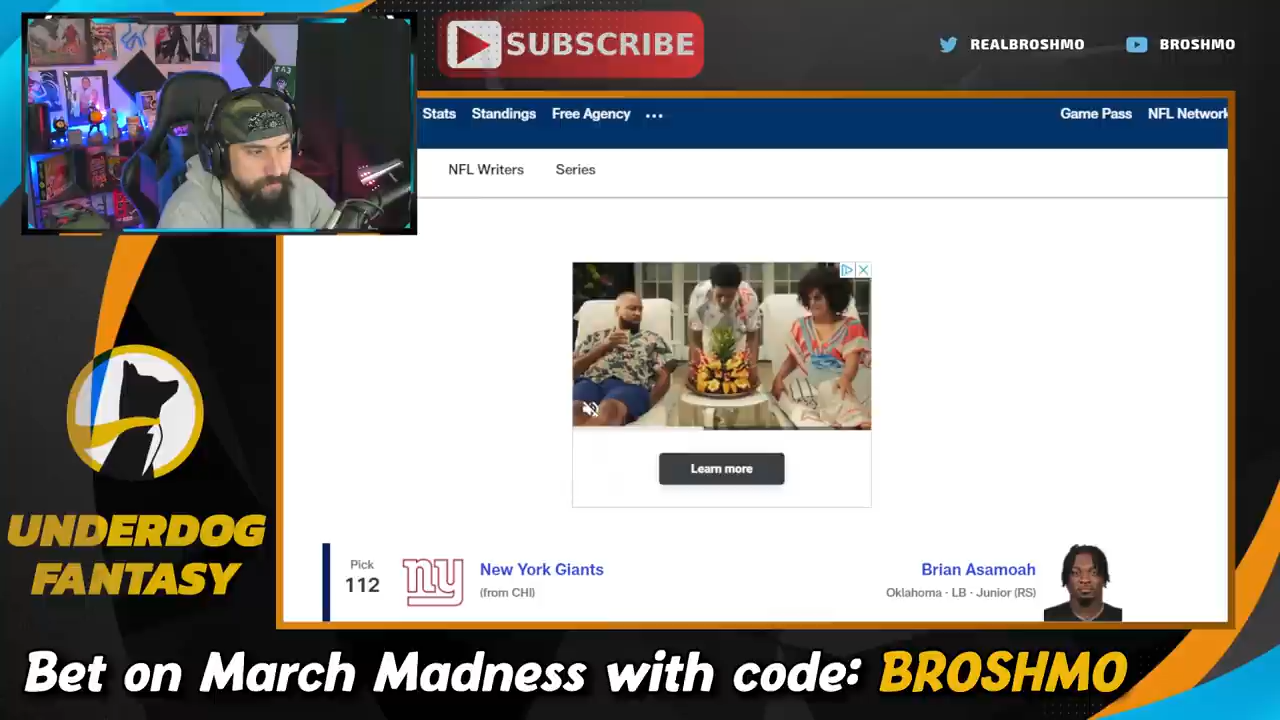 SUBSCRIBE
REALBROSHMO
BROSHMO
Stats Standings Free Agency ...
Game Pass NFL Network
NFL Writers Series
Learn more
Pick
112
ny
New York Giants
(from CHI)
Brian Asamoah
Oklahoma · LB · Junior (RS)
UNDERDOG
FANTASY
Bet on March Madness with code: BROSHMO